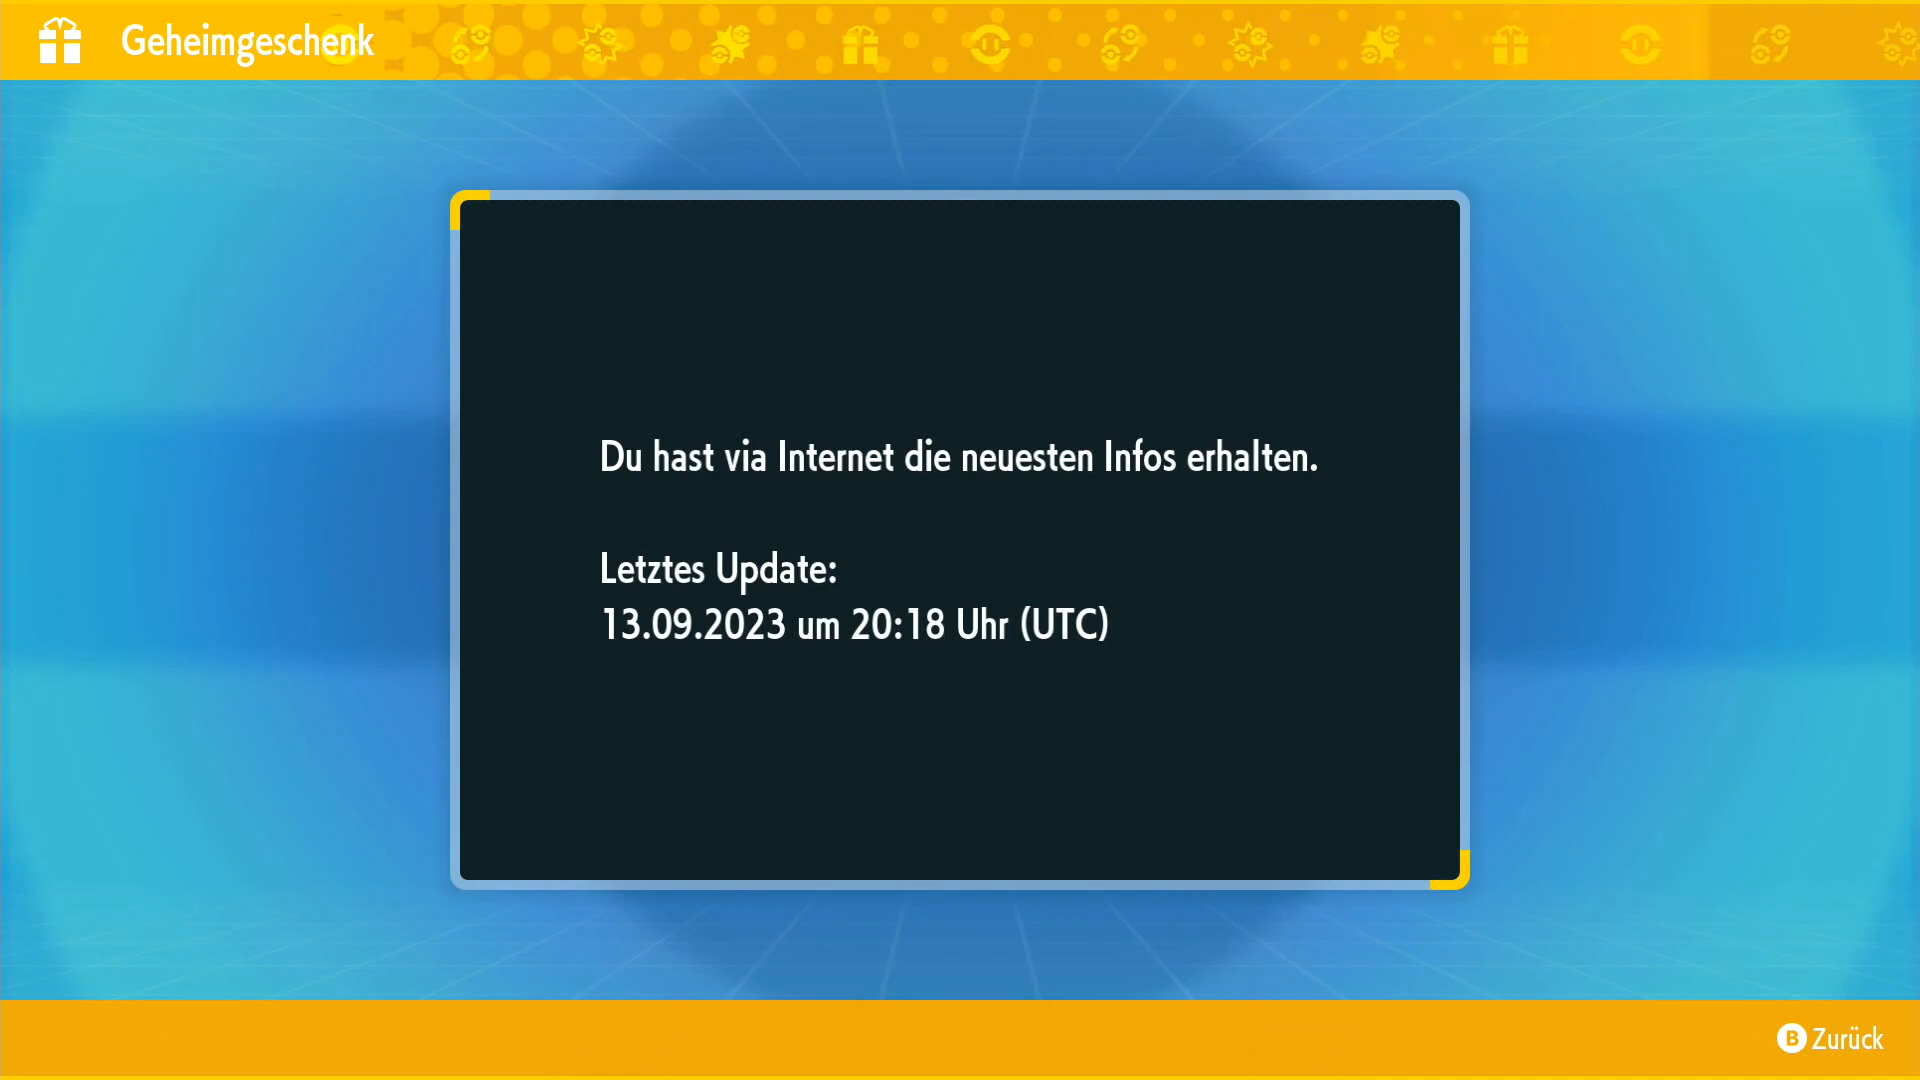 Geheimgeschenk
Du hast via Internet die neuesten Infos erhalten.
Letztes Update:
13.09.2023 um 20:18 Uhr (UTC)
B Zurück